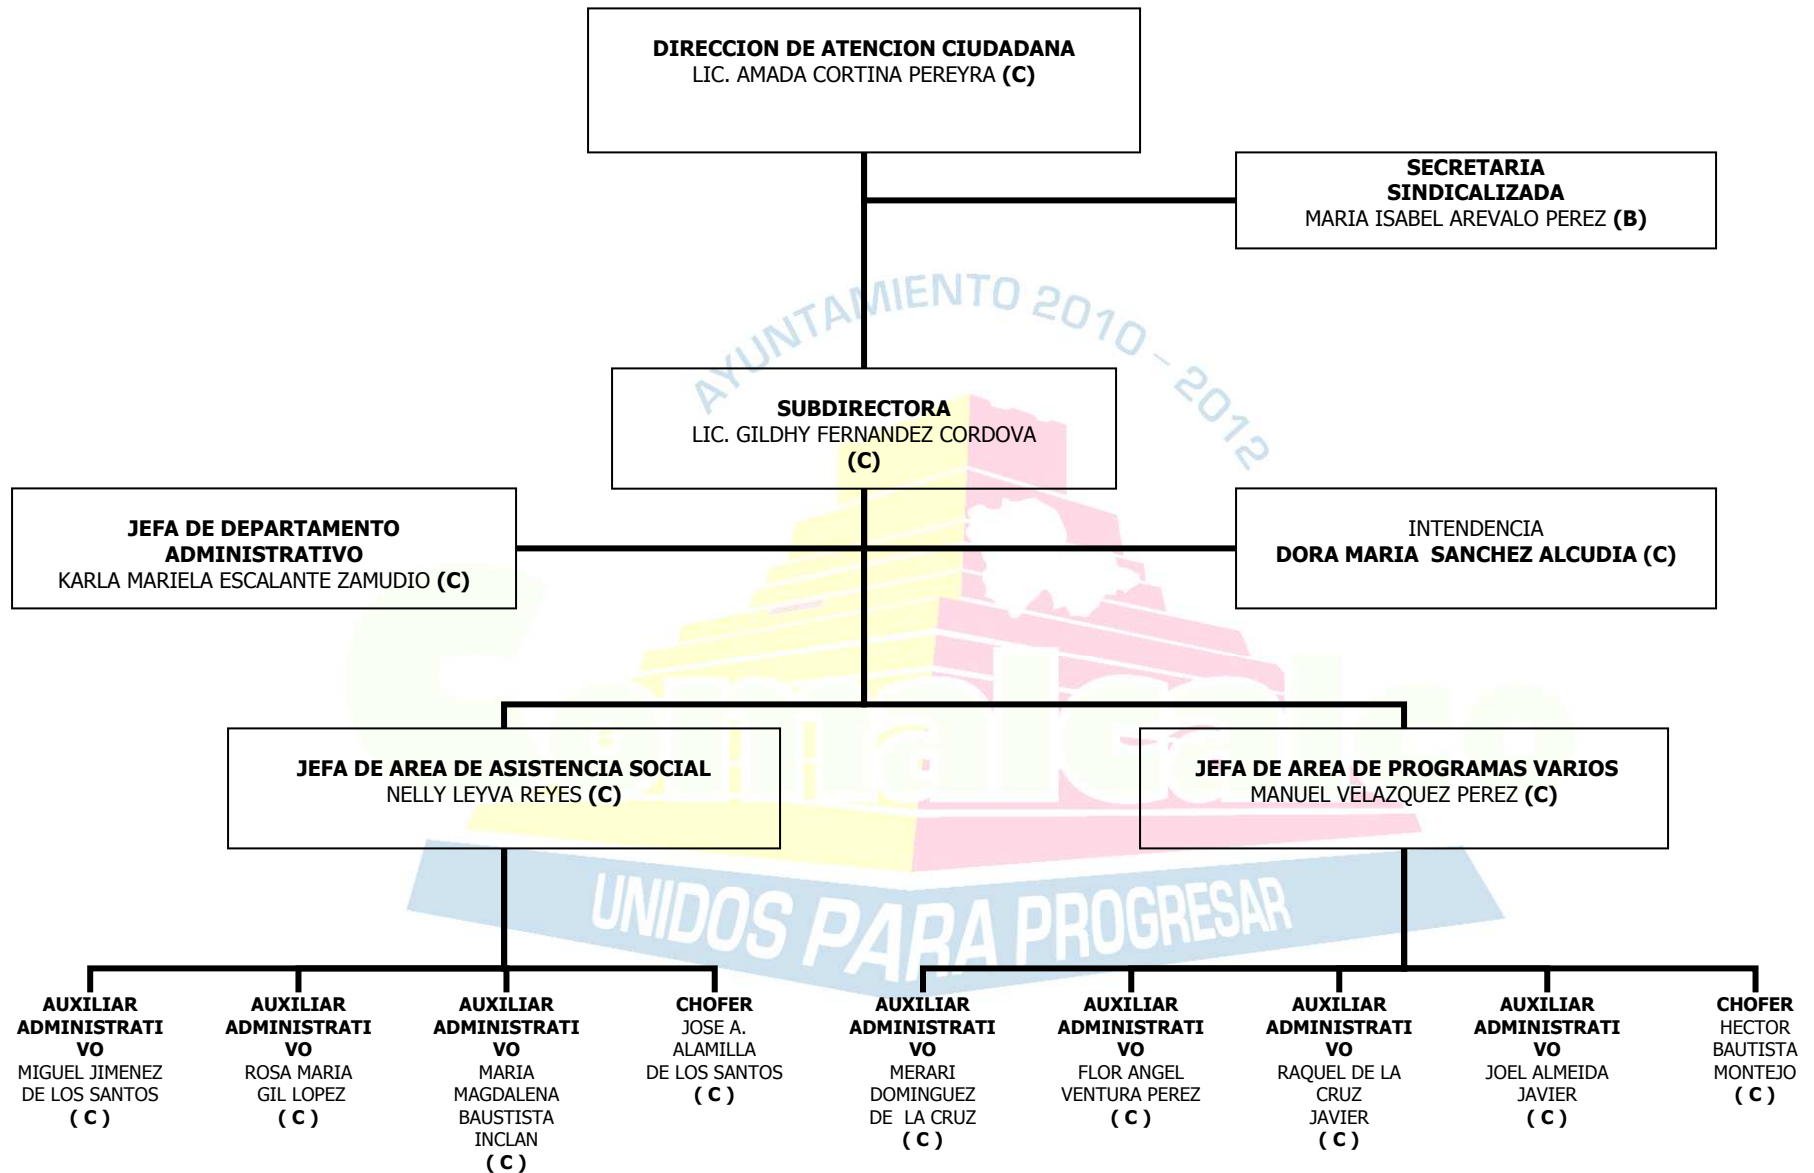 DIRECCION DE ATENCION CIUDADANA
LIC. AMADA CORTINA PEREYRA (C)
SECRETARIA
SINDICALIZADA
MARIA ISABEL AREVALO PEREZ (B)
AYUNTAMIENTO 2010 - 2012
SUBDIRECTORA
LIC. GILDHY FERNANDEZ CORDOVA
(C)
JEFA DE DEPARTAMENTO
ADMINISTRATIVO
KARLA MARIELA ESCALANTE ZAMUDIO (C)
INTENDENCIA
DORA MARIA  SANCHEZ ALCUDIA (C)
Comalcalco
JEFA DE AREA DE ASISTENCIA SOCIAL
NELLY LEYVA REYES (C)
JEFA DE AREA DE PROGRAMAS VARIOS
MANUEL VELAZQUEZ PEREZ (C)
UNIDOS PARA PROGRESAR
AUXILIAR
ADMINISTRATI
VO
MIGUEL JIMENEZ
DE LOS SANTOS
( C )
AUXILIAR
ADMINISTRATI
VO
ROSA MARIA
GIL LOPEZ
( C )
AUXILIAR
ADMINISTRATI
VO
MARIA
MAGDALENA
BAUSTISTA
INCLAN
( C )
CHOFER
JOSE A.
ALAMILLA
DE LOS SANTOS
( C )
AUXILIAR
ADMINISTRATI
VO
MERARI
DOMINGUEZ
DE  LA CRUZ
( C )
AUXILIAR
ADMINISTRATI
VO
FLOR ANGEL
VENTURA PEREZ
( C )
AUXILIAR
ADMINISTRATI
VO
RAQUEL DE LA
CRUZ
JAVIER
( C )
AUXILIAR
ADMINISTRATI
VO
JOEL ALMEIDA
JAVIER
( C )
CHOFER
HECTOR
BAUTISTA
MONTEJO
( C )